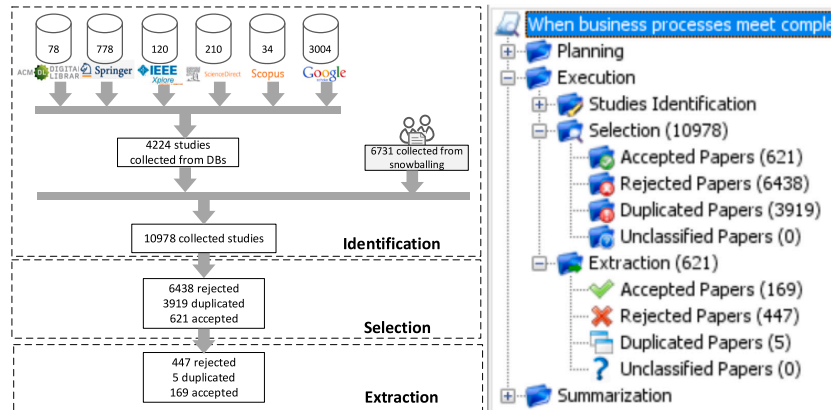 78
778
120
210
34
3004
ACM DL DIGITAL
LIBRAR
Springer
IEEE
Xplore
ScienceDirect
Scopus
Google
4224 studies
collected from DBs
6731 collected from
snowballing
10978 collected studies
Identification
6438 rejected
3919 duplicated
621 accepted
Selection
447 rejected
5 duplicated
169 accepted
Extraction
When business processes meet comple
Planning
Execution
Studies Identification
Selection (10978)
Accepted Papers (621)
Rejected Papers (6438)
Duplicated Papers (3919)
Unclassified Papers (0)
Extraction (621)
Accepted Papers (169)
Rejected Papers (447)
Duplicated Papers (5)
Unclassified Papers (0)
Summarization